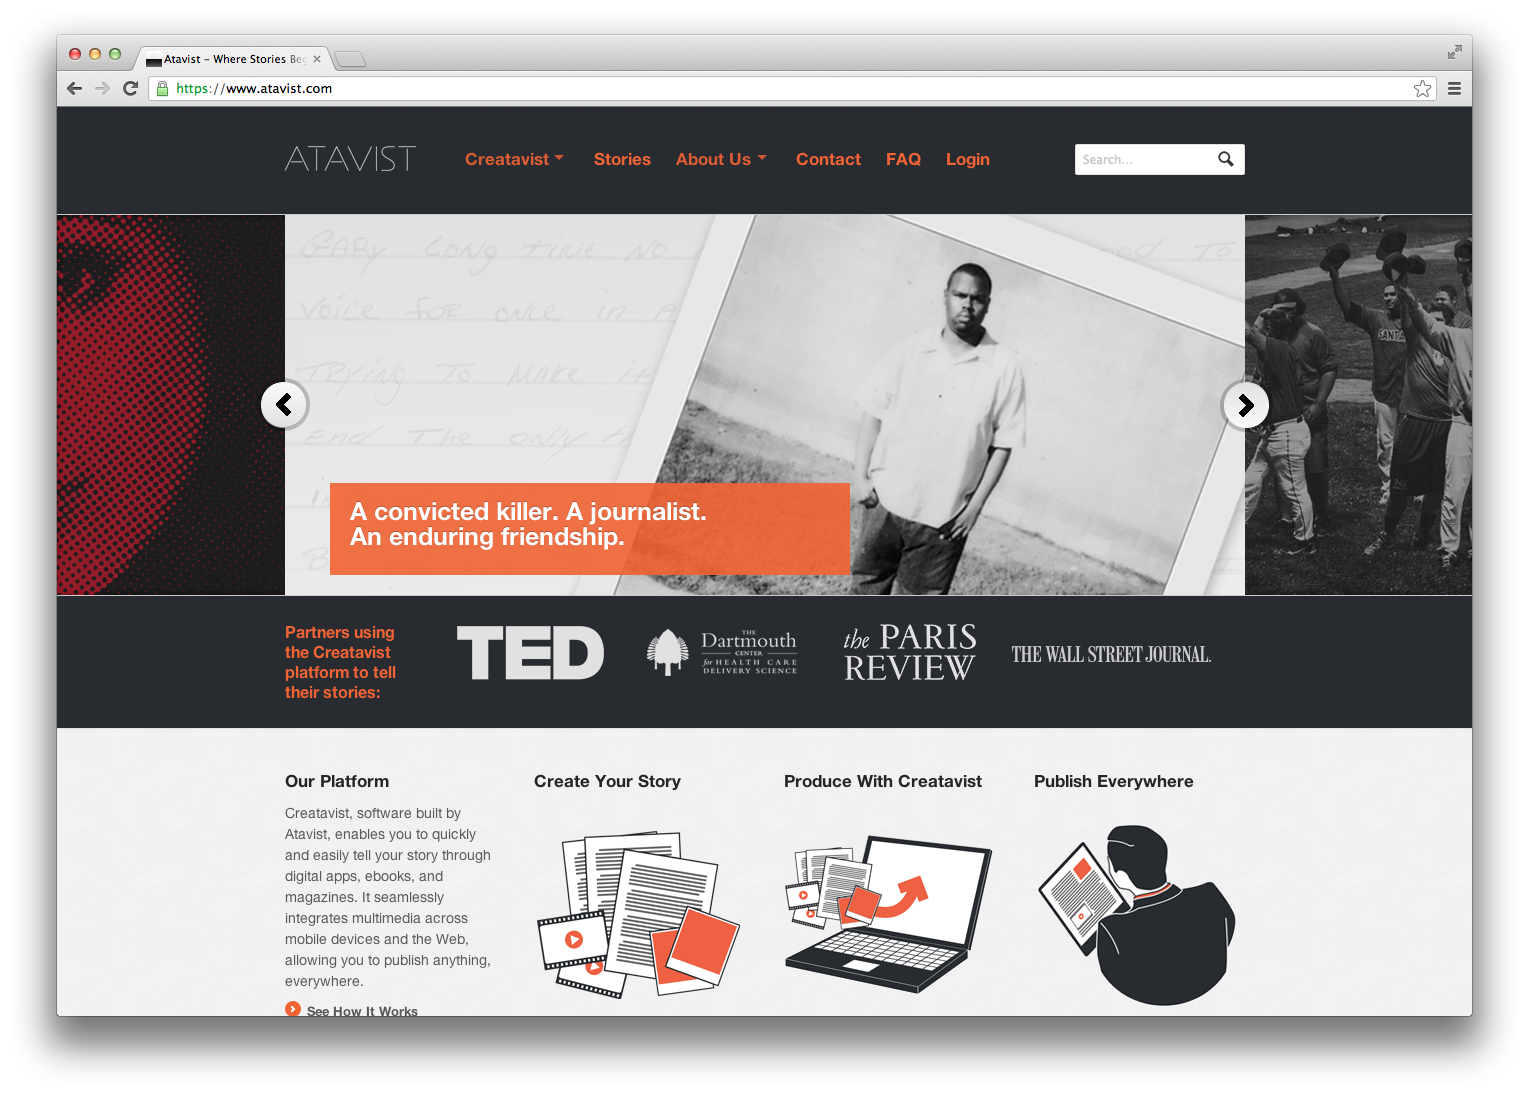 Atavist – Where Stories Be
https://www.atavist.com
ATAVIST
Creatavist
Stories
About Us
Contact
FAQ
Login
Search...
GARY LONG time NO
OOD TO
VOICE FOR ONCE IN A
TRYING TO MAKE it
END THE ONLY
SANTA
A convicted killer. A journalist.
An enduring friendship.
Partners using
the Creatavist
platform to tell
their stories:
TED
THE
Dartmouth
CENTER
for HEALTH CARE
DELIVERY SCIENCE
the PARIS
REVIEW
THE WALL STREET JOURNAL.
Our Platform
Creatavist, software built by
Atavist, enables you to quickly
and easily tell your story through
digital apps, ebooks, and
magazines. It seamlessly
integrates multimedia across
mobile devices and the Web,
allowing you to publish anything,
everywhere.
See How It Works
Create Your Story
Produce With Creatavist
Publish Everywhere